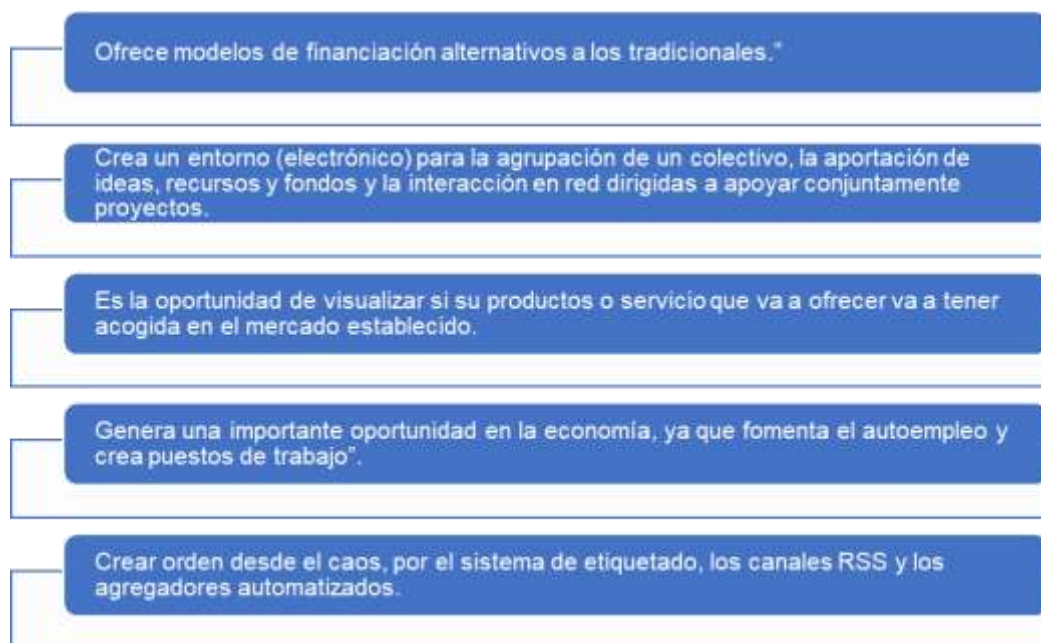 Ofrece modelos de financiación alternativos a los tradicionales."
Crea un entorno (electrónico) para la agrupación de un colectivo, la aportación de
ideas, recursos y fondos y la interacción en red dirigidas a apoyar conjuntamente
proyectos.
Es la oportunidad de visualizar si su productos o servicio que va a ofrecer va a tener
acogida en el mercado establecido.
Genera una importante oportunidad en la economía, ya que fomenta el autoempleo y
crea puestos de trabajo”.
Crear orden desde el caos, por el sistema de etiquetado, los canales RSS y los
agregadores automatizados.